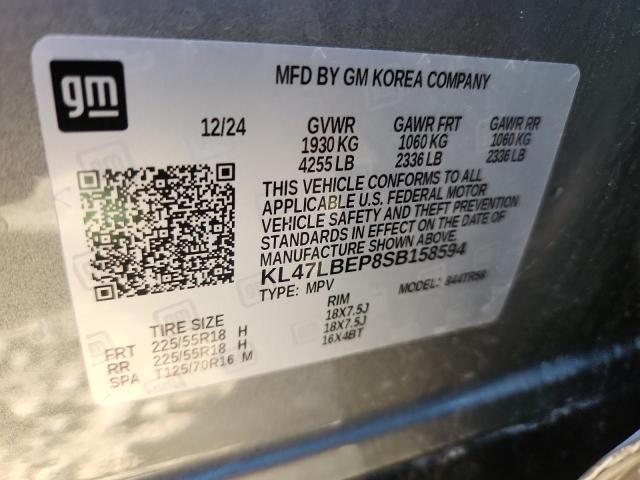 gm
MFD BY GM KOREA COMPANY
12/24 GVWR GAWR FRT GAWR RR
1930 KG 1060 KG 1060 KG
4255 LB 2336 LB 2336 LB
THIS VEHICLE CONFORMS TO ALL
APPLICABLE U.S. FEDERAL MOTOR
VEHICLE SAFETY AND THEFT PREVENTION
STANDARDS IN EFFECT ON THE DATE OF
MANUFACTURE SHOWN ABOVE.
KL47LBEP8SB158594
TYPE: MPV MODEL: 844TR58
TIRE SIZE RIM
FRT 225/55R18 H 18X7.5J
RR 225/55R18 H 18X7.5J
SPA T125/70R16 M 16X4BT